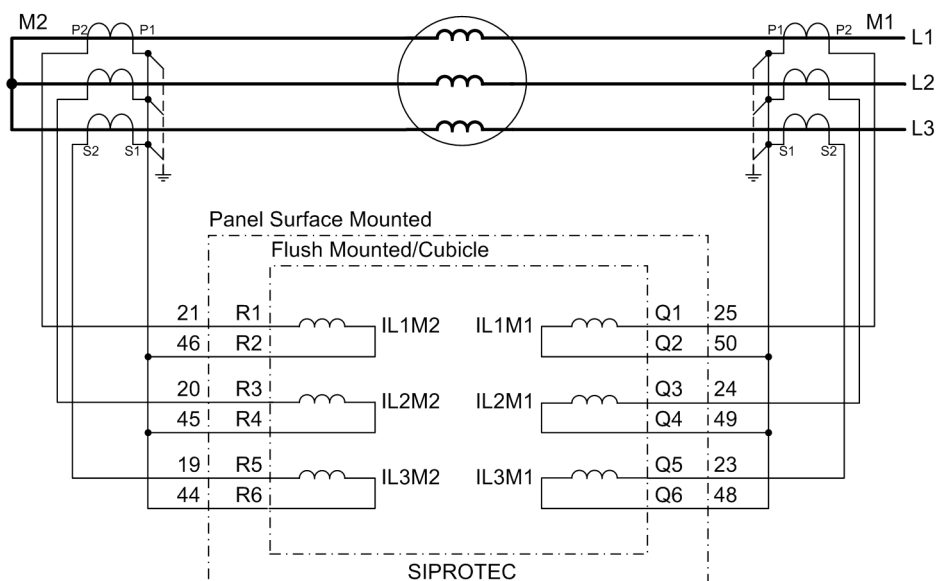 M2 P2 P1 P1 P2 M1
L1
L2
L3
S2 S1 S1 S2
Panel Surface Mounted
Flush Mounted/Cubicle
21 R1 IL1M2 IL1M1 Q1 25
46 R2 Q2 50
20 R3 IL2M2 IL2M1 Q3 24
45 R4 Q4 49
19 R5 IL3M2 IL3M1 Q5 23
44 R6 Q6 48
SIPROTEC